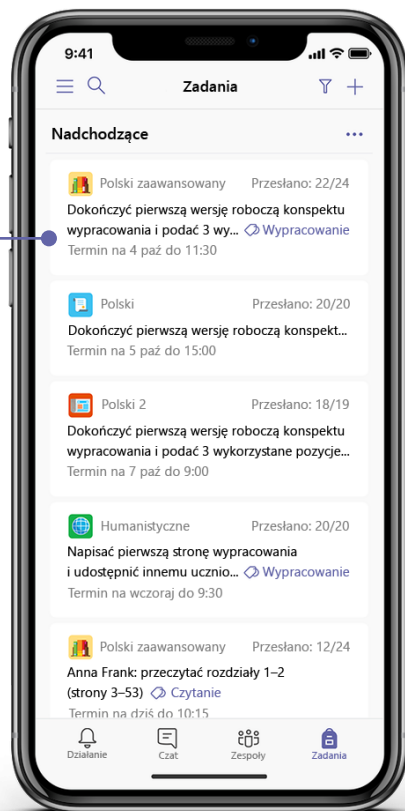 9:41
Zadania
Nadchodzące
Polski zaawansowany Przesłano: 22/24
Dokończyć pierwszą wersję roboczą konspektu
wypracowania i podać 3 wy... Wypracowanie
Termin na 4 paź do 11:30
Polski Przesłano: 20/20
Dokończyć pierwszą wersję roboczą konspekt...
Termin na 5 paź do 15:00
Polski 2 Przesłano: 18/19
Dokończyć pierwszą wersję roboczą konspektu
wypracowania i podać 3 wykorzystane pozycje...
Termin na 7 paź do 9:00
Humanistyczne Przesłano: 20/20
Napisać pierwszą stronę wypracowania
i udostępnić innemu ucznio... Wypracowanie
Termin na wczoraj do 9:30
Polski zaawansowany Przesłano: 12/24
Anna Frank: przeczytać rozdziały 1–2
(strony 3–53) Czytanie
Termin na dziś do 10:15
Działanie Czat Zespoły Zadania